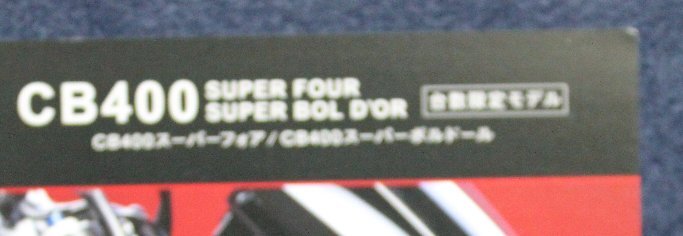 CB400 SUPER FOUR
SUPER BOL D'OR 台数限定モデル
CB400スーパーフォア/CB400スーパーボルドール